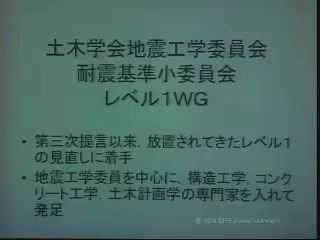 土木学会地震工学委員会
耐震基準小委員会
レベル1WG
• 第三次提言以来，放置されてきたレベル1
の見直しに着手
• 地震工学委員を中心に，構造工学，コンク
リート工学，土木計画学の専門家を入れて
発足